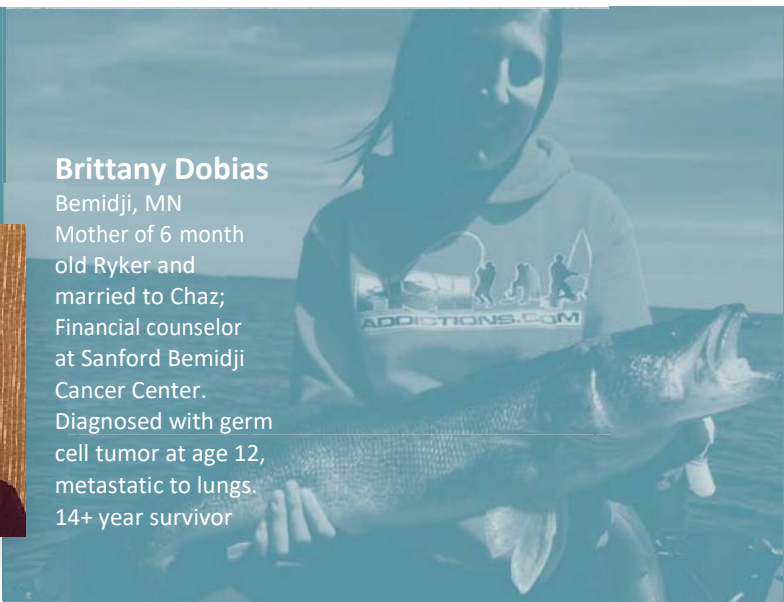 Brittany Dobias
Bemidji, MN
Mother of 6 month
old Ryker and
married to Chaz;
Financial counselor
at Sanford Bemidji
Cancer Center.
Diagnosed with germ
cell tumor at age 12,
metastatic to lungs.
14+ year survivor
ADDICTIONS.COM